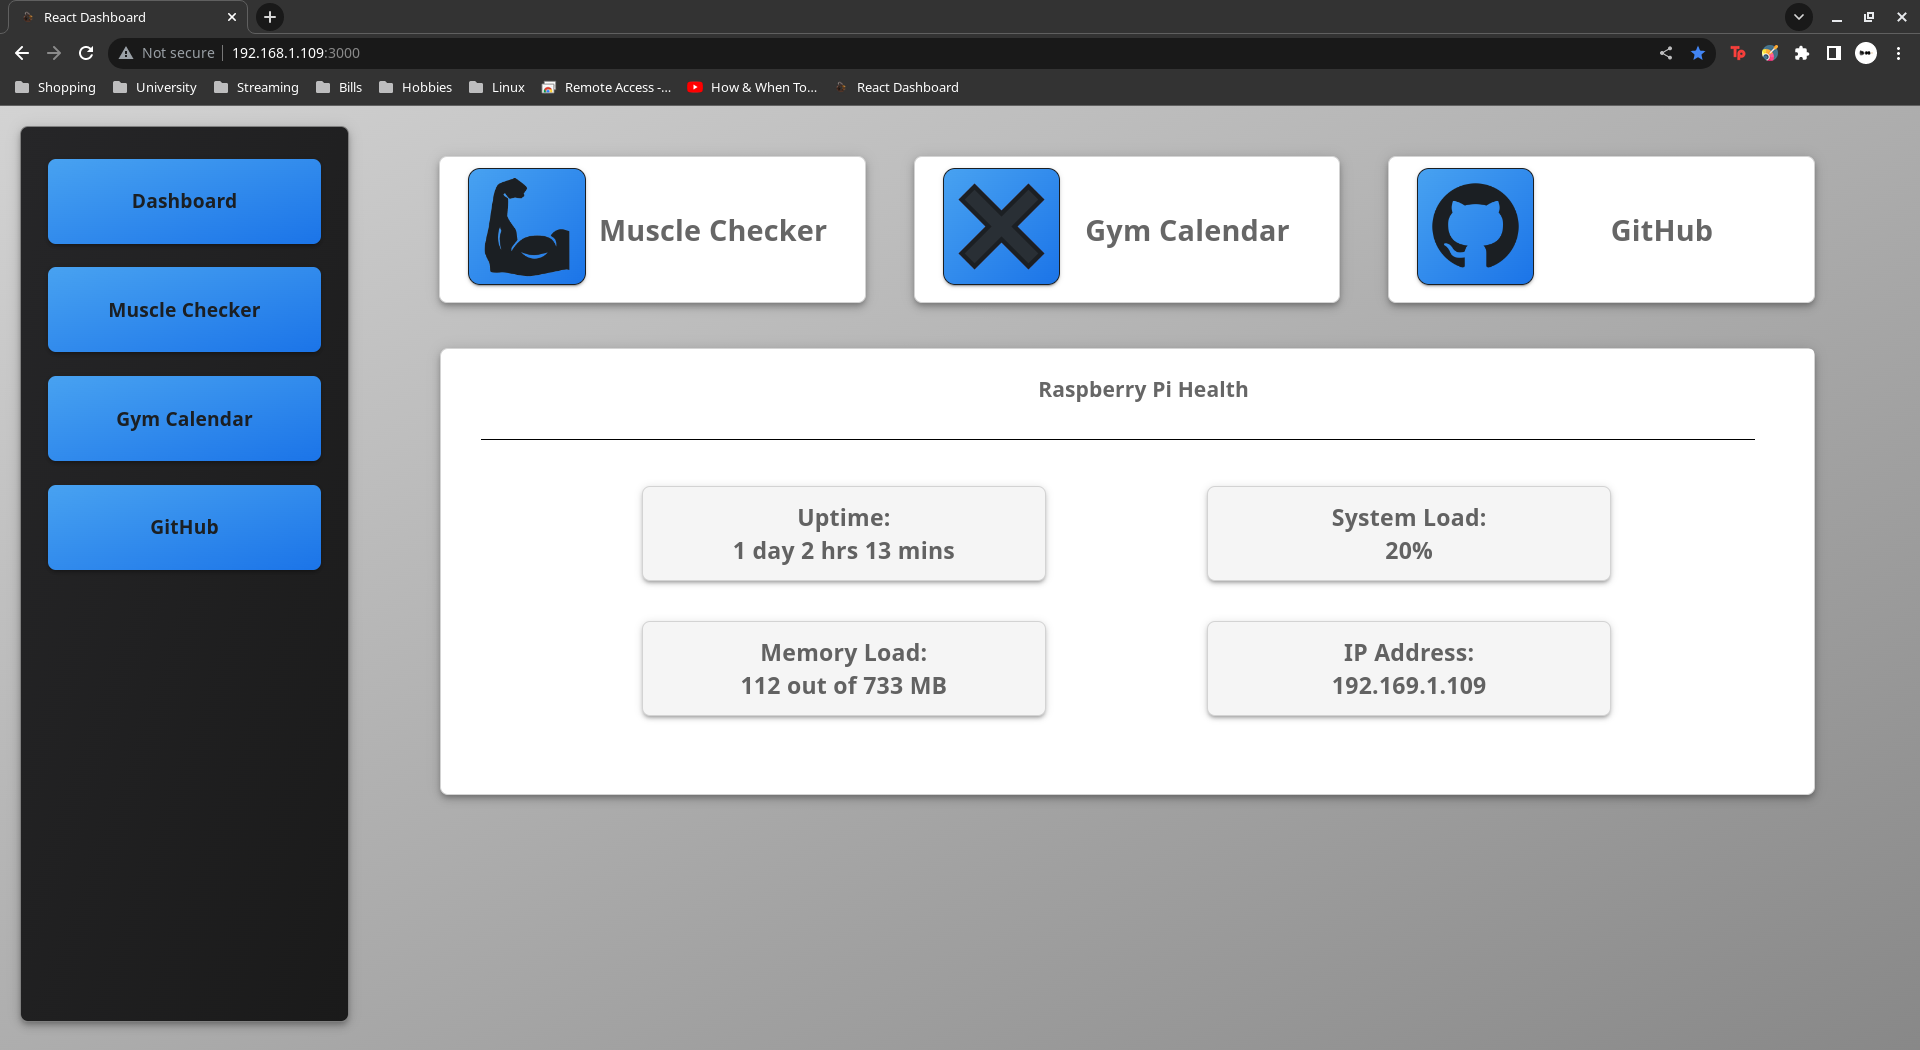 React Dashboard
Not secure 192.168.1.109:3000
Shopping University Streaming Bills Hobbies Linux Remote Access -... How & When To... React Dashboard
Dashboard
Muscle Checker
Gym Calendar
GitHub
Muscle Checker
Gym Calendar
GitHub
Raspberry Pi Health
Uptime:
1 day 2 hrs 13 mins
System Load:
20%
Memory Load:
112 out of 733 MB
IP Address:
192.169.1.109
Tp